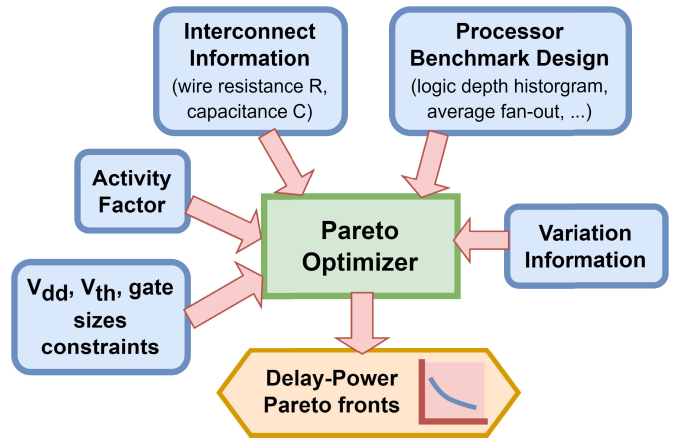 Interconnect
Information
(wire resistance R,
capacitance C)
Processor
Benchmark Design
(logic depth historgram,
average fan-out, ...)
Activity
Factor
Pareto
Optimizer
Variation
Information
Vdd, Vth, gate
sizes
constraints
Delay-Power
Pareto fronts